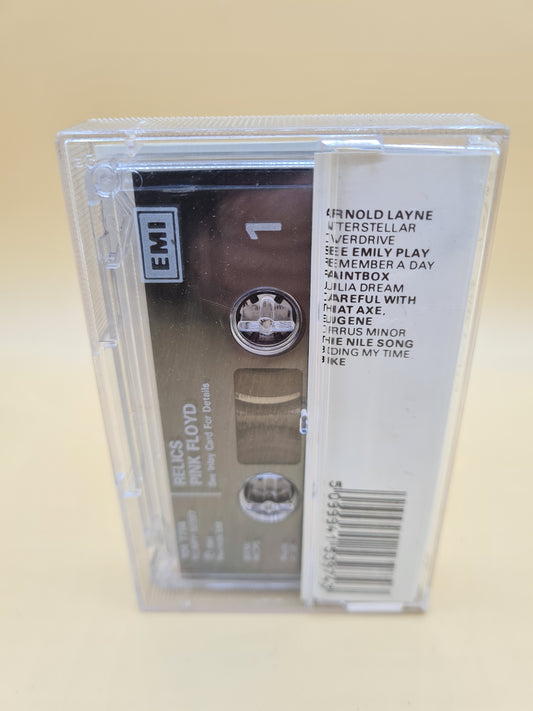 EMI
1
RELICS
PINK FLOYD
See Inlay Card For Details
ARNOLD LAYNE
INTERSTELLAR
OVERDRIVE
SEE EMILY PLAY
REMEMBER A DAY
PAINTBOX
JULIA DREAM
CAREFUL WITH
THAT AXE,
EUGENE
CIRRUS MINOR
THE NILE SONG
BIDING MY TIME
BIKE